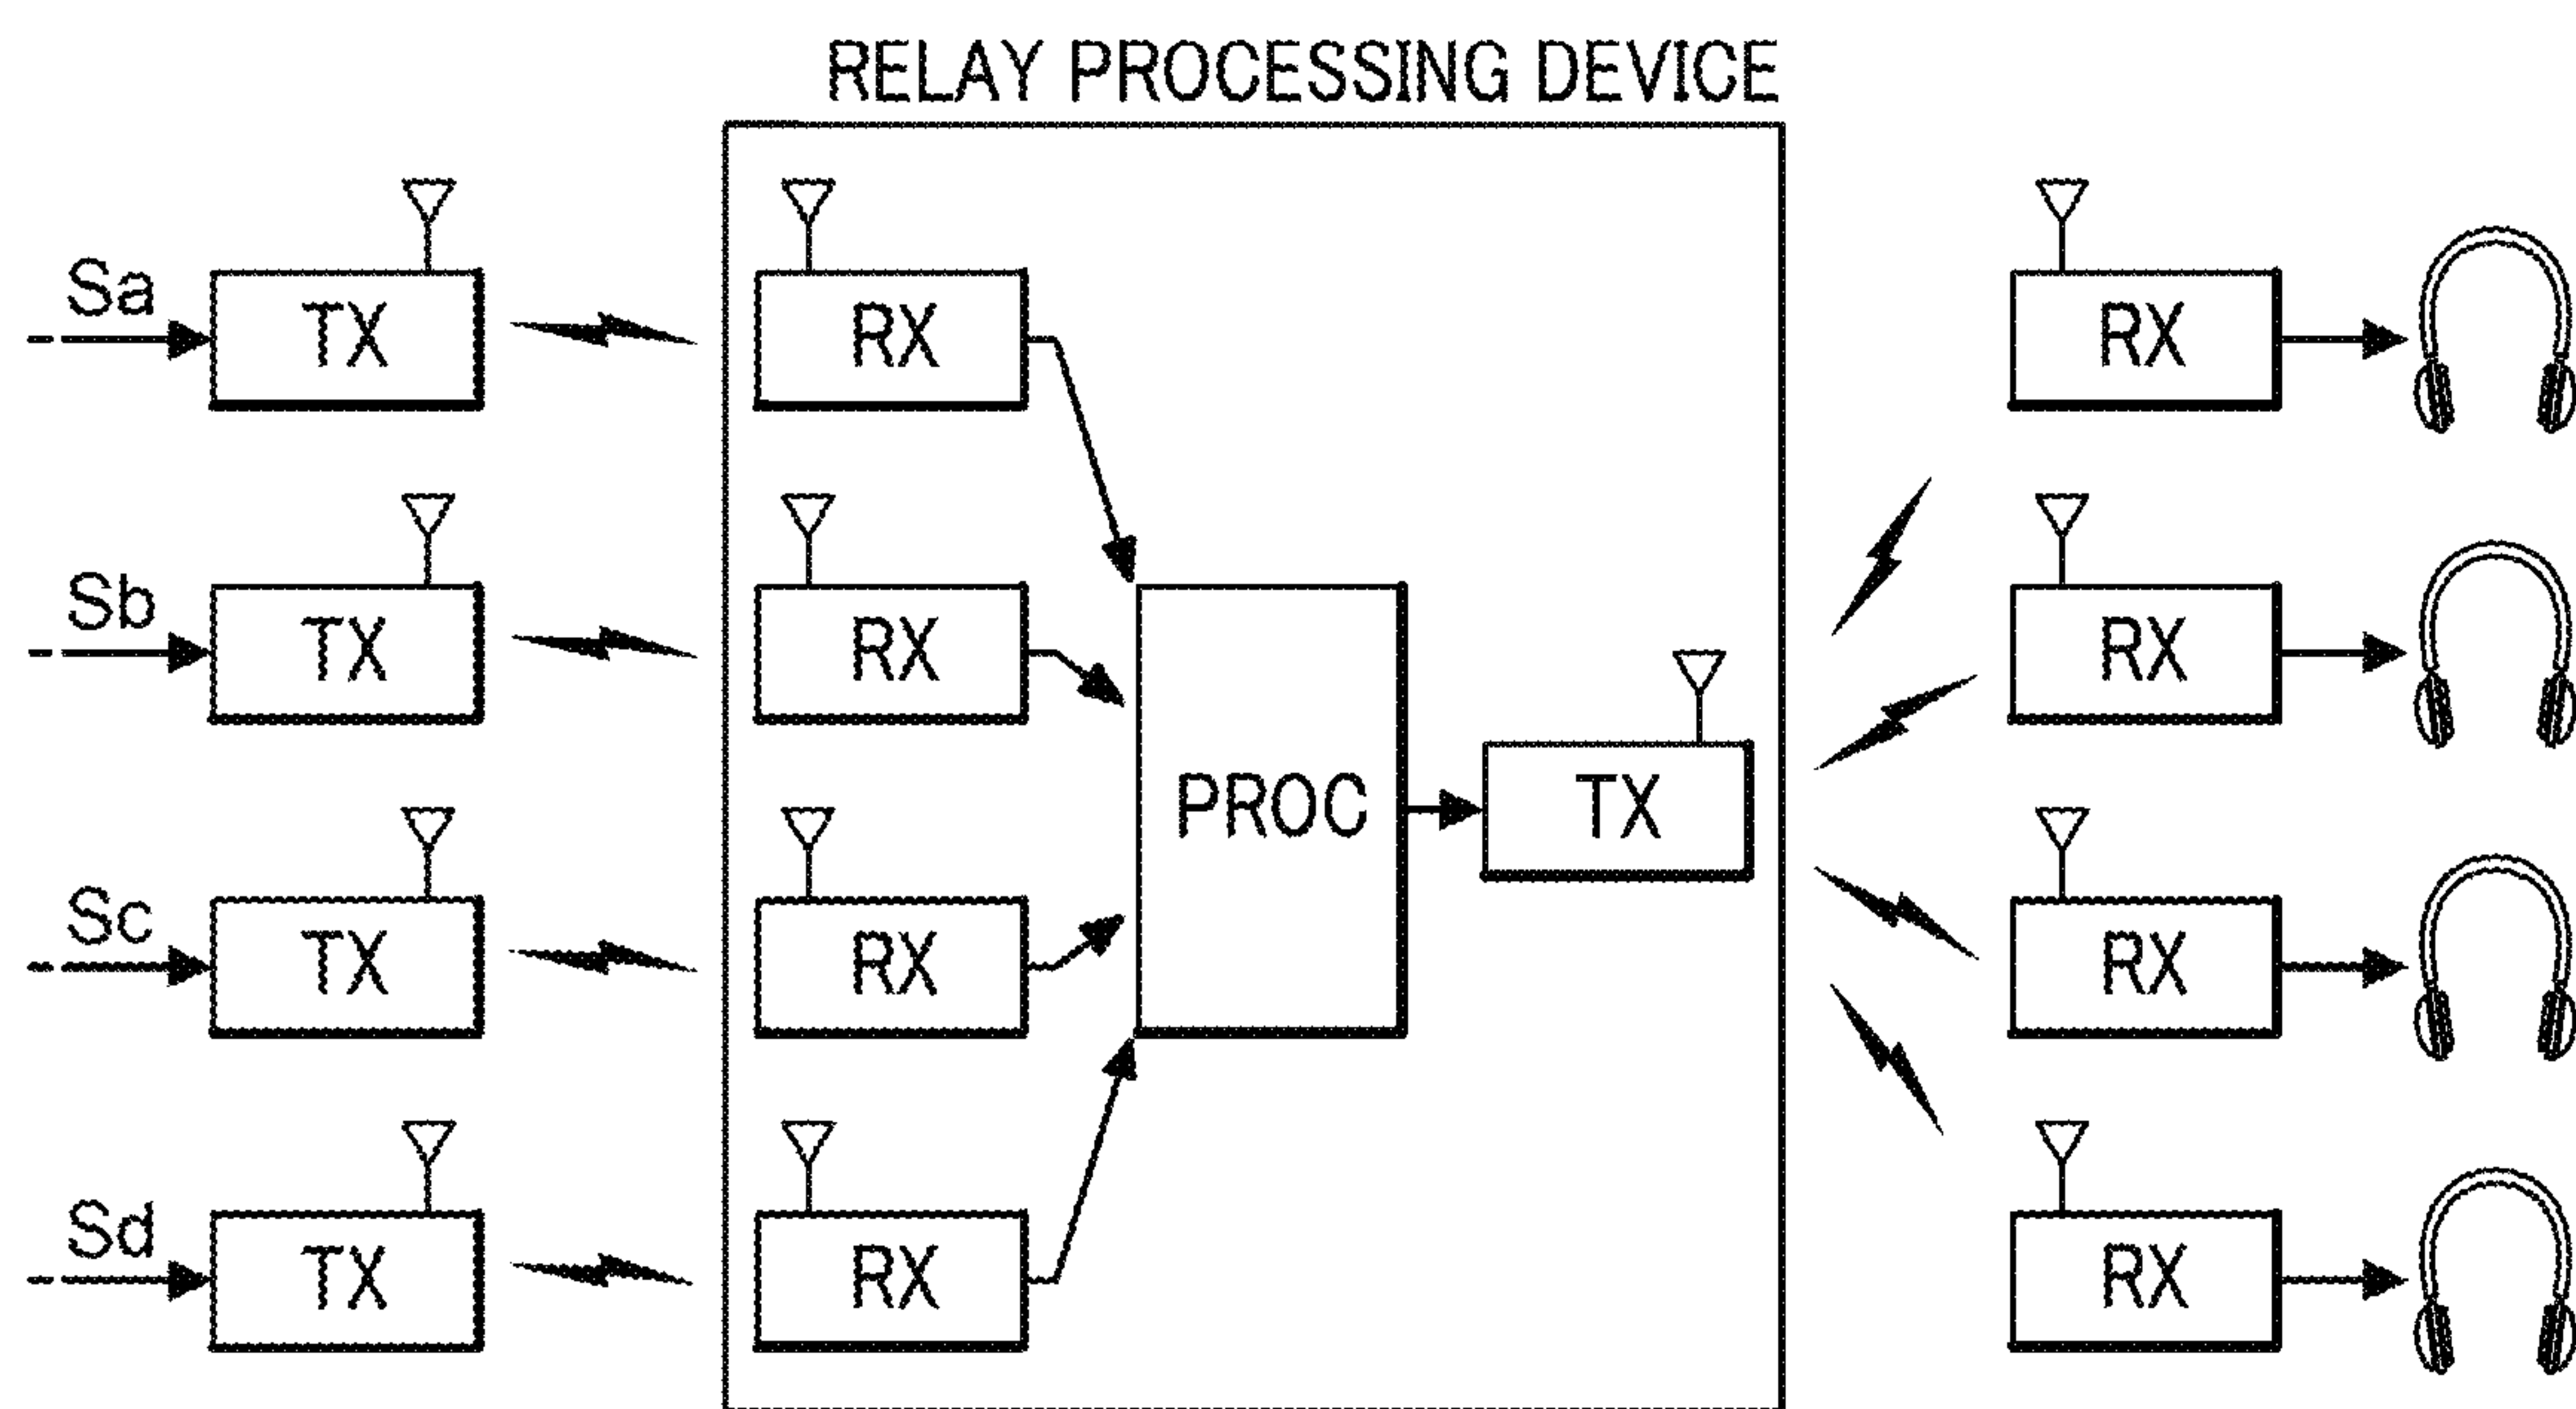 RELAY PROCESSING DEVICE
Sa
TX
RX
RX
Sb
TX
RX
RX
PROC
TX
Sc
TX
RX
RX
Sd
TX
RX
RX